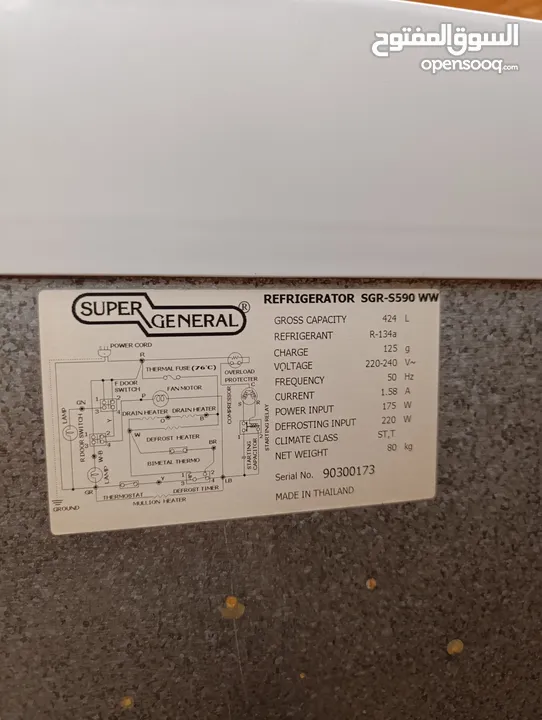 السوق المفتوح
opensooq.com
SUPER GENERAL ®
REFRIGERATOR SGR-S590 WW
GROSS CAPACITY 424 L
REFRIGERANT R-134a
CHARGE 125 g
VOLTAGE 220-240 V~
FREQUENCY 50 Hz
CURRENT 1.58 A
POWER INPUT 175 W
DEFROSTING INPUT 220 W
CLIMATE CLASS ST,T
NET WEIGHT 80 kg
Serial No. 90300173
MADE IN THAILAND
POWER CORD
R
THERMAL FUSE (76℃)
OVERLOAD
PROTECTER
F.DOOR
SWITCH
FAN MOTOR
COMPRESSOR
GN
LAMP
R.DOOR SWITCH
Y
DRAIN HEATER
DRAIN HEATER
O
B
W
DEFROST HEATER
BR
BIMETAL THERMO
STARTING
CAPACITOR
STARTING RELAY
W-B
LAMP
Y
GR
THERMOSTAT
DEFROST TIMER
LB
MULLION HEATER
GROUND